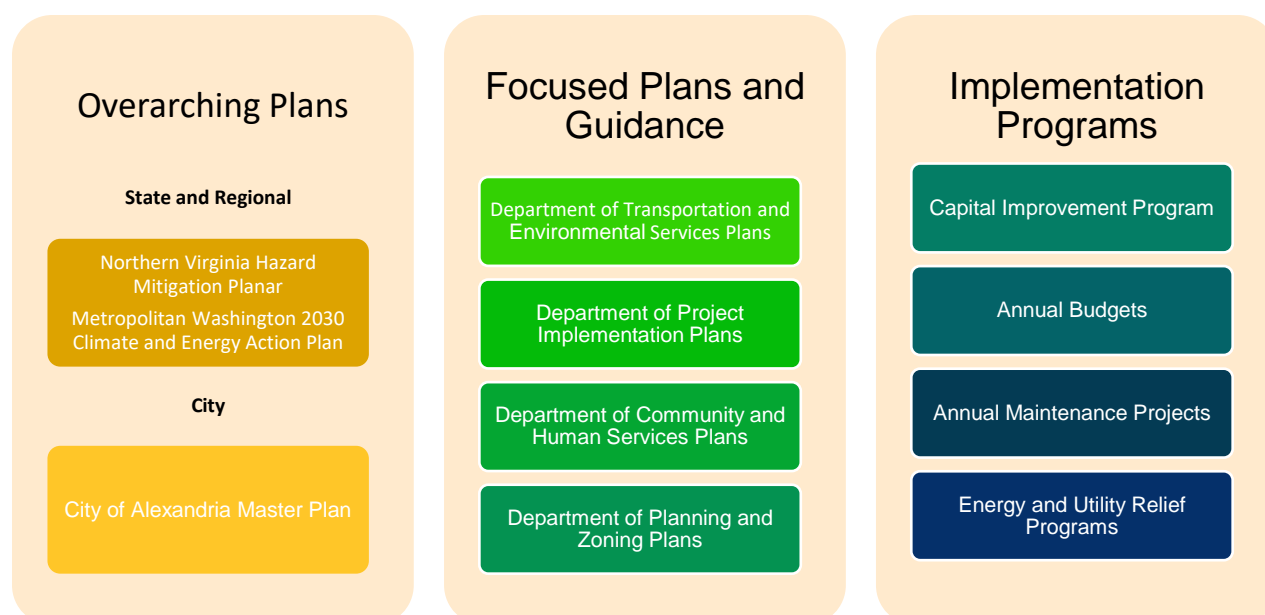 Overarching Plans
State and Regional
Northern Virginia Hazard
Mitigation Planar
Metropolitan Washington 2030
Climate and Energy Action Plan
City
City of Alexandria Master Plan
Focused Plans and
Guidance
Department of Transportation and
Environmental Services Plans
Department of Project
Implementation Plans
Department of Community and
Human Services Plans
Department of Planning and
Zoning Plans
Implementation
Programs
Capital Improvement Program
Annual Budgets
Annual Maintenance Projects
Energy and Utility Relief
Programs